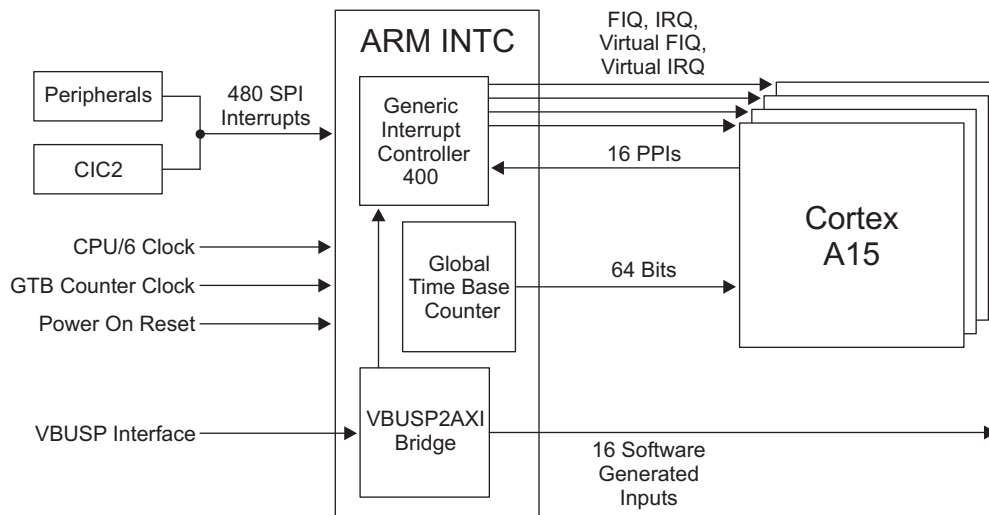 FIQ, IRQ,
Virtual FIQ,
Virtual IRQ
ARM INTC
Peripherals
480 SPI
Interrupts
CIC2
Generic
Interrupt
Controller
400
16 PPIs
Cortex
A15
CPU/6 Clock
GTB Counter Clock
Power On Reset
Global
Time Base
Counter
64 Bits
VBUSP Interface
VBUSP2AXI
Bridge
16 Software
Generated
Inputs